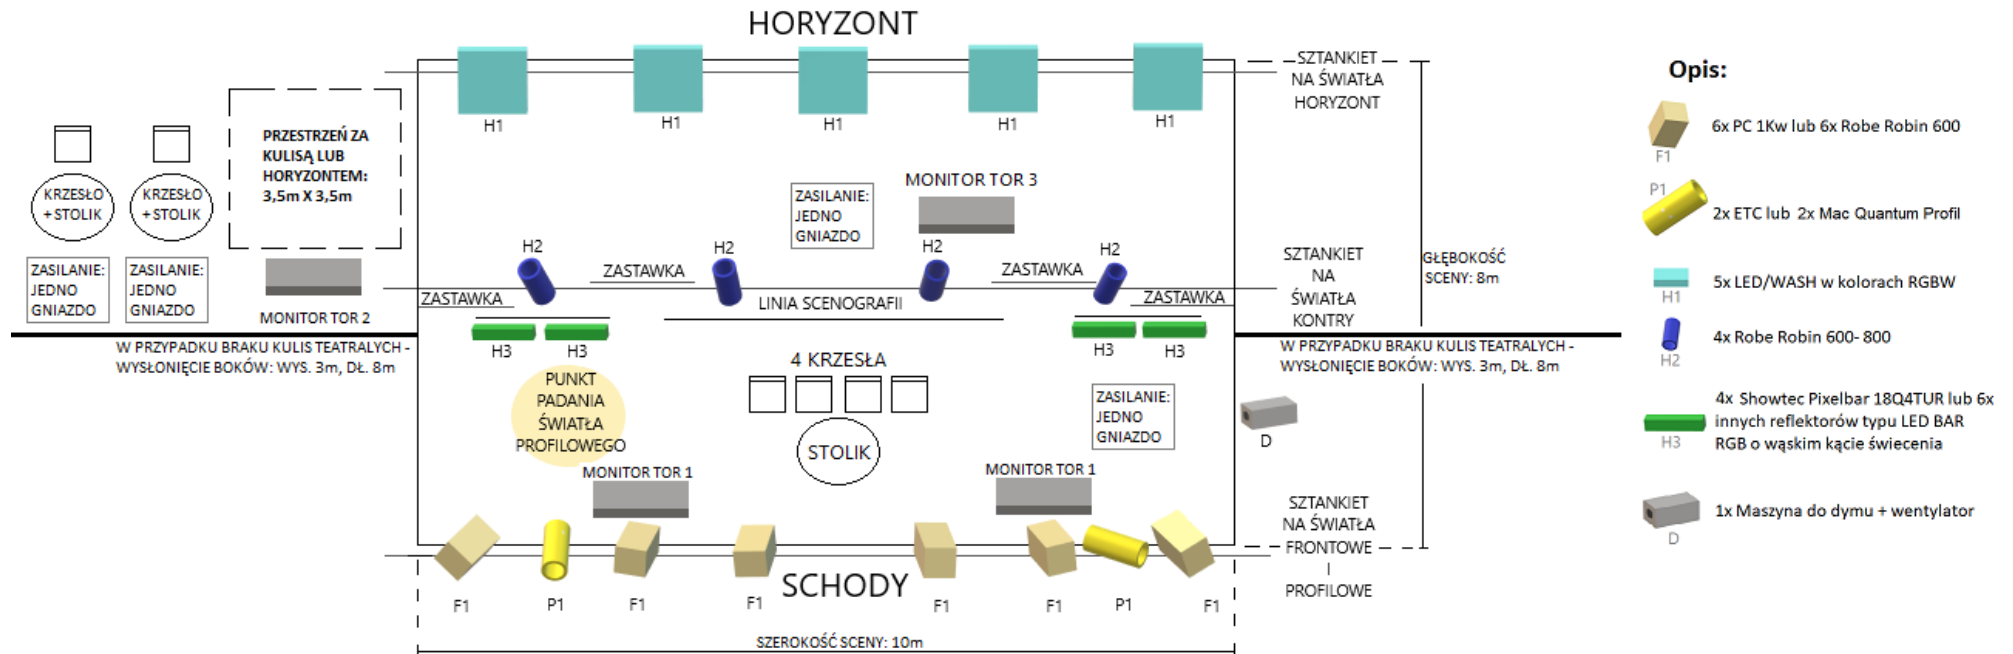 HORYZONT
H1
H1
H1
H1
H1
SZTANKIET
NA ŚWIATŁA
HORYZONT
PRZESTRZEŃ ZA
KULISĄ LUB
HORYZONTEM:
3,5m X 3,5m
KRZESŁO
+ STOLIK
KRZESŁO
+ STOLIK
ZASILANIE:
JEDNO
GNIAZDO
ZASILANIE:
JEDNO
GNIAZDO
MONITOR TOR 2
ZASILANIE:
JEDNO
GNIAZDO
MONITOR TOR 3
H2
H2
H2
H2
ZASTAWKA
ZASTAWKA
ZASTAWKA
ZASTAWKA
LINIA SCENOGRAFII
SZTANKIET
NA
ŚWIATŁA
KONTRY
GŁĘBOKOŚĆ
SCENY: 8m
W PRZYPADKU BRAKU KULIS TEATRALYCH -
WYSŁONIĘCIE BOKÓW: WYS. 3m, DŁ. 8m
W PRZYPADKU BRAKU KULIS TEATRALYCH -
WYSŁONIĘCIE BOKÓW: WYS. 3m, DŁ. 8m
H3
H3
H3
H3
PUNKT
PADANIA
ŚWIATŁA
PROFILOWEGO
4 KRZESŁA
STOLIK
ZASILANIE:
JEDNO
GNIAZDO
D
MONITOR TOR 1
MONITOR TOR 1
SZTANKIET
NA ŚWIATŁA
FRONTOWE
I
PROFILOWE
SCHODY
F1
P1
F1
F1
F1
F1
P1
F1
SZEROKOŚĆ SCENY: 10m
Opis:
6x PC 1Kw lub 6x Robe Robin 600
F1
P1
2x ETC lub 2x Mac Quantum Profil
5x LED/WASH w kolorach RGBW
H1
4x Robe Robin 600- 800
H2
4x Showtec Pixelbar 18Q4TUR lub 6x
innych reflektorów typu LED BAR
RGB o wąskim kącie świecenia
H3
1x Maszyna do dymu + wentylator
D